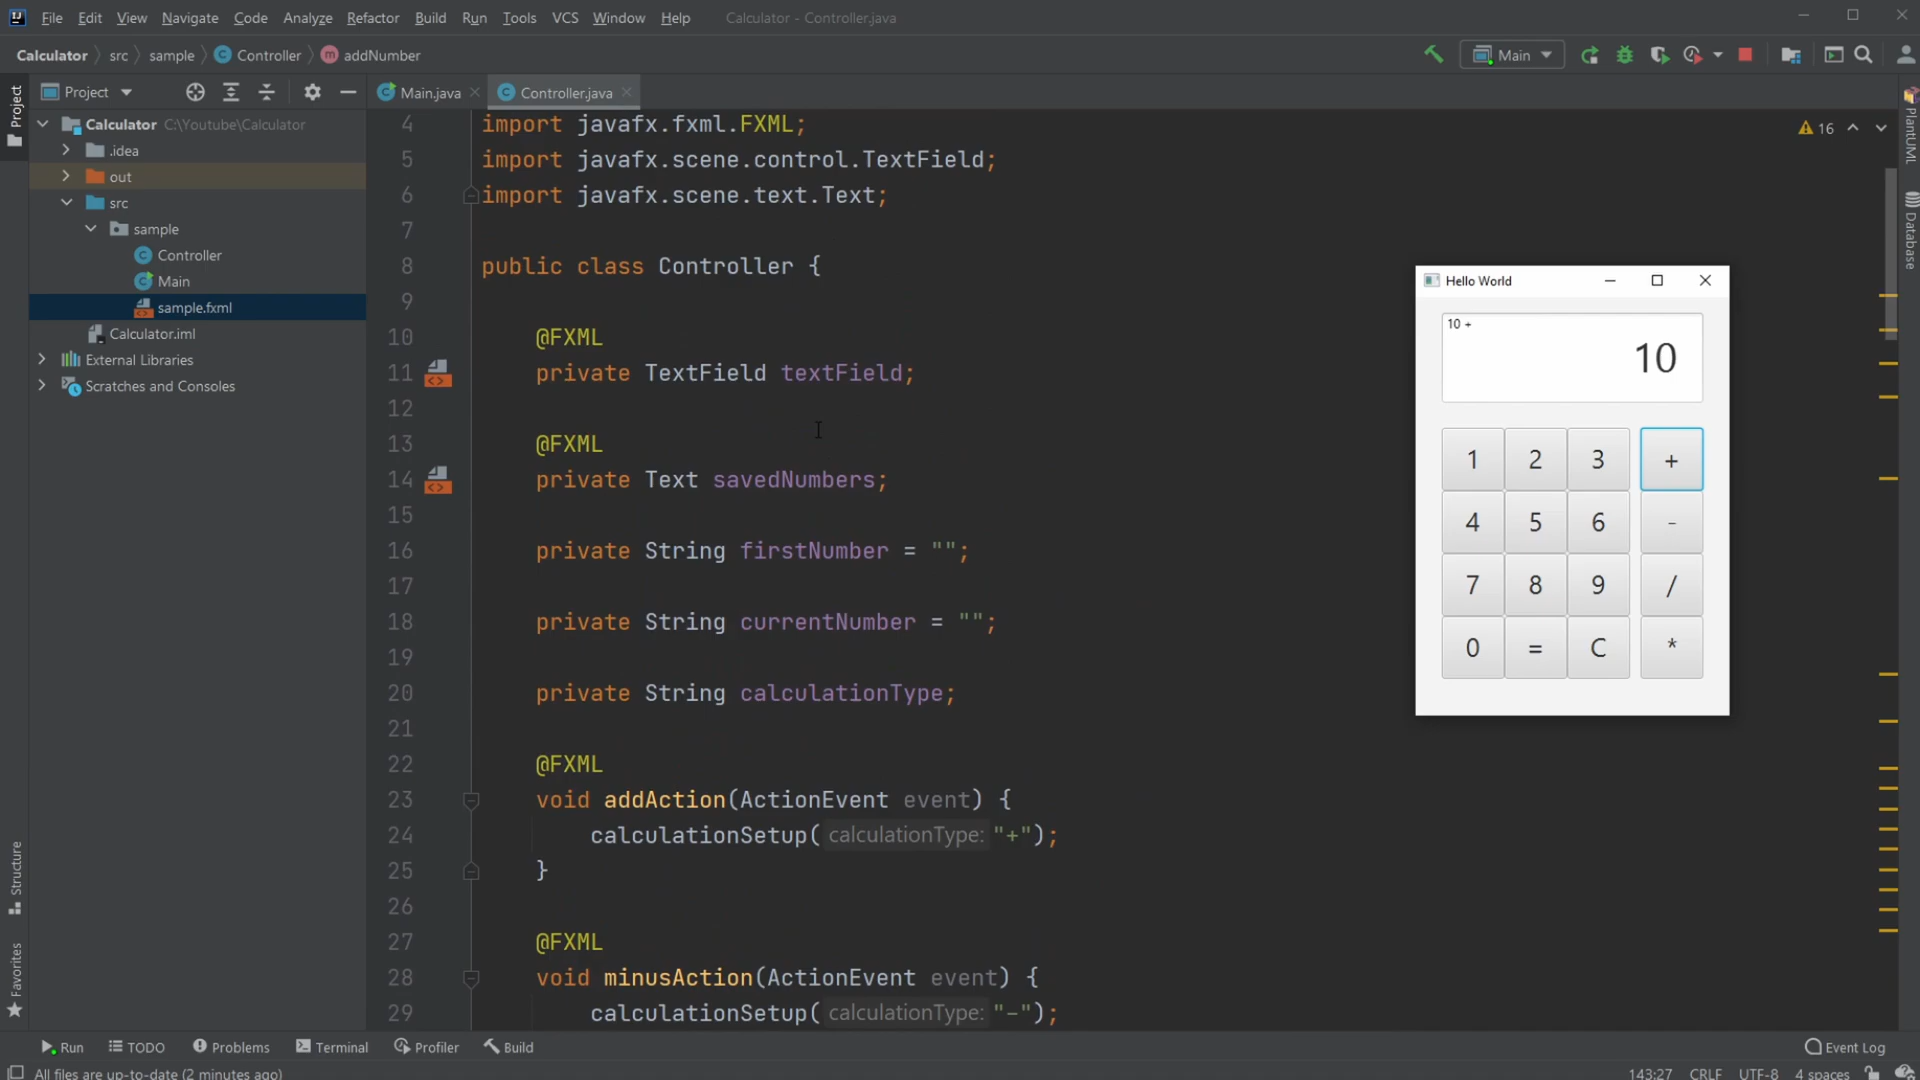 File Edit View Navigate Code Analyze Refactor Build Run Tools VCS Window Help Calculator - Controller.java
Calculator src sample Controller addNumber
Main
Project
Main.java Controller.java
Calculator C:\Youtube\Calculator
.idea
out
src
sample
Controller
Main
sample.fxml
Calculator.iml
External Libraries
Scratches and Consoles
Project
Structure
Favorites
4 import javafx.fxml.FXML;
5 import javafx.scene.control.TextField;
6 import javafx.scene.text.Text;
7
8 public class Controller {
9
10 @FXML
11 private TextField textField;
12
13 @FXML
14 private Text savedNumbers;
15
16 private String firstNumber = "";
17
18 private String currentNumber = "";
19
20 private String calculationType;
21
22 @FXML
23 void addAction(ActionEvent event) {
24 calculationSetup( calculationType: "+");
25 }
26
27 @FXML
28 void minusAction(ActionEvent event) {
29 calculationSetup( calculationType: "-");
16
PlantUML
Database
Hello World
10 +
10
1 2 3 +
4 5 6 -
7 8 9 /
0 = C *
Run TODO Problems Terminal Profiler Build Event Log
All files are up-to-date (2 minutes ago) 143:27 CRLF UTF-8 4 spaces